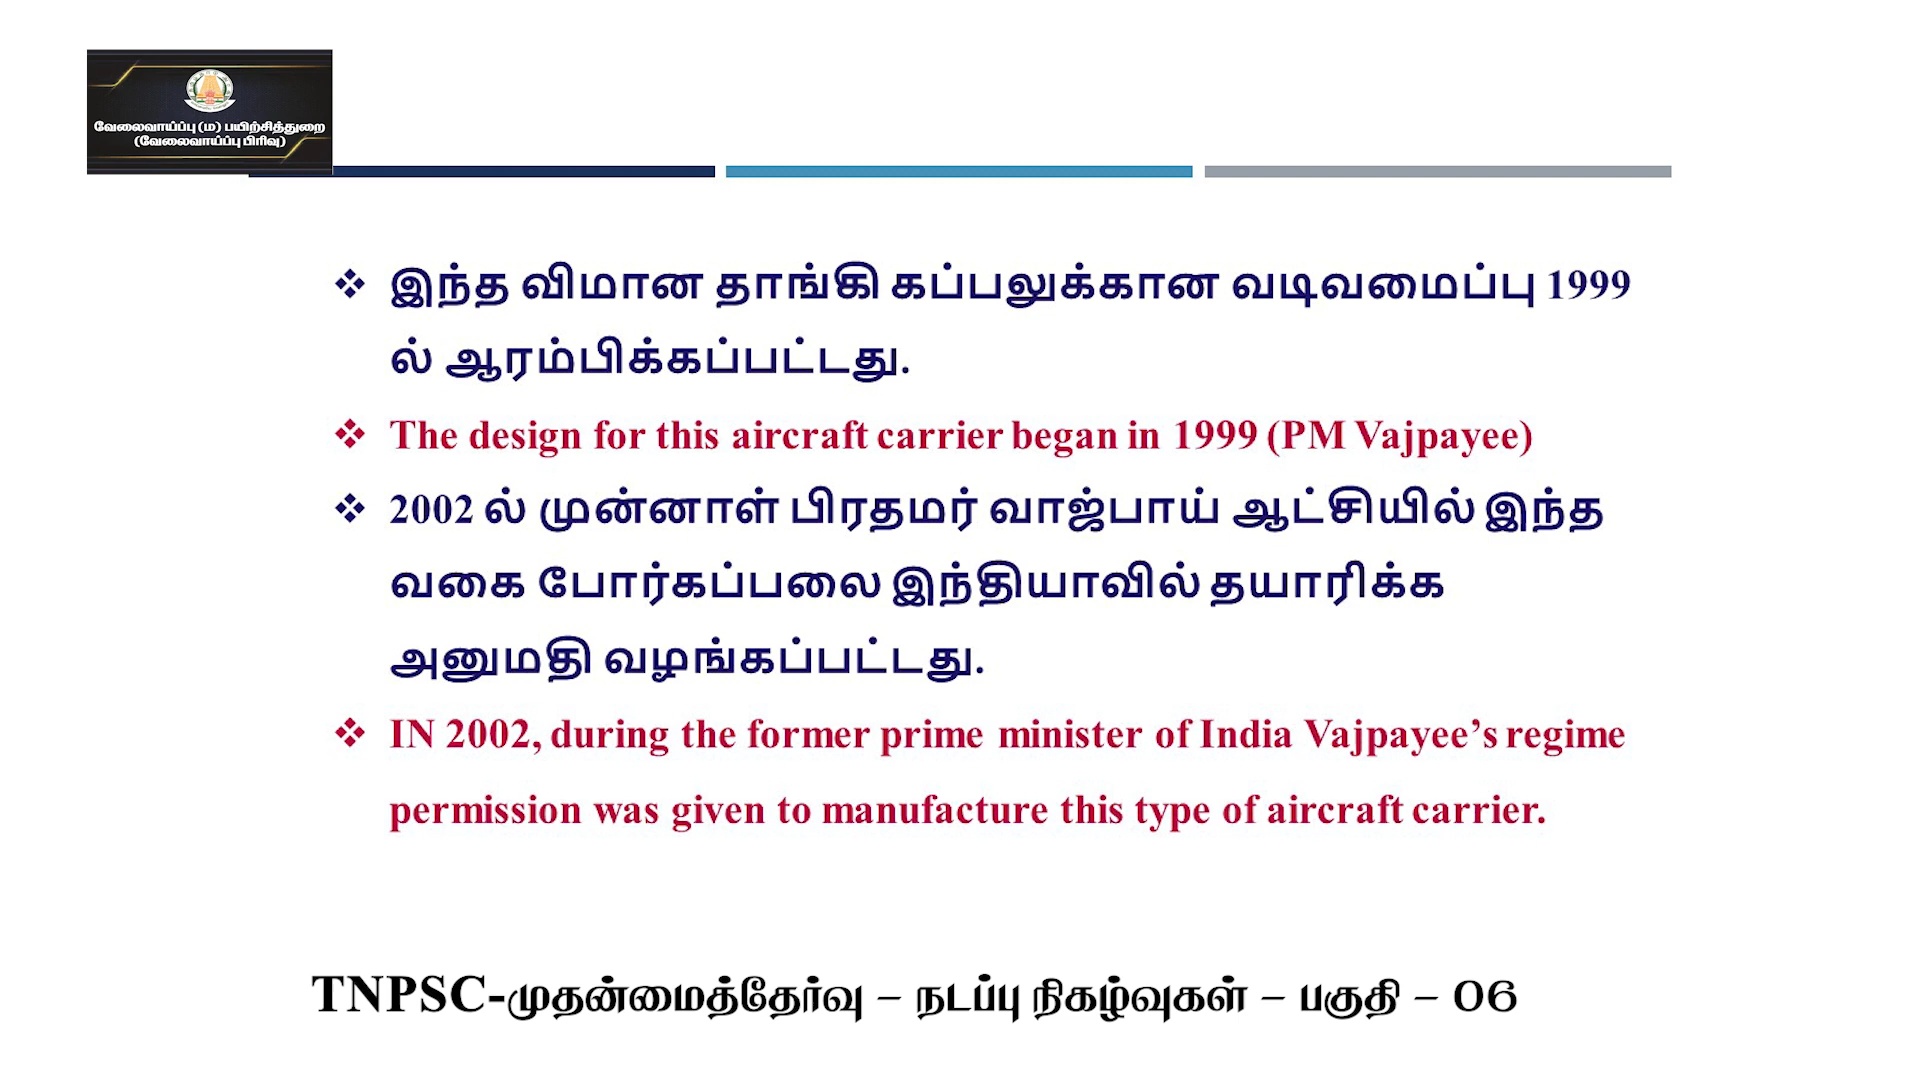 வேலைவாய்ப்பு (ம) பயிற்சித்துறை
(வேலைவாய்ப்பு பிரிவு)
❖ இந்த விமான தாங்கி கப்பலுக்கான வடிவமைப்பு 1999
ல் ஆரம்பிக்கப்பட்டது.
❖ The design for this aircraft carrier began in 1999 (PM Vajpayee)
❖ 2002 ல் முன்னாள் பிரதமர் வாஜ்பாய் ஆட்சியில் இந்த
வகை போர்கப்பலை இந்தியாவில் தயாரிக்க
அனுமதி வழங்கப்பட்டது.
❖ IN 2002, during the former prime minister of India Vajpayee’s regime
permission was given to manufacture this type of aircraft carrier.
TNPSC-முதன்மைத்தேர்வு – நடப்பு நிகழ்வுகள் – பகுதி – 06